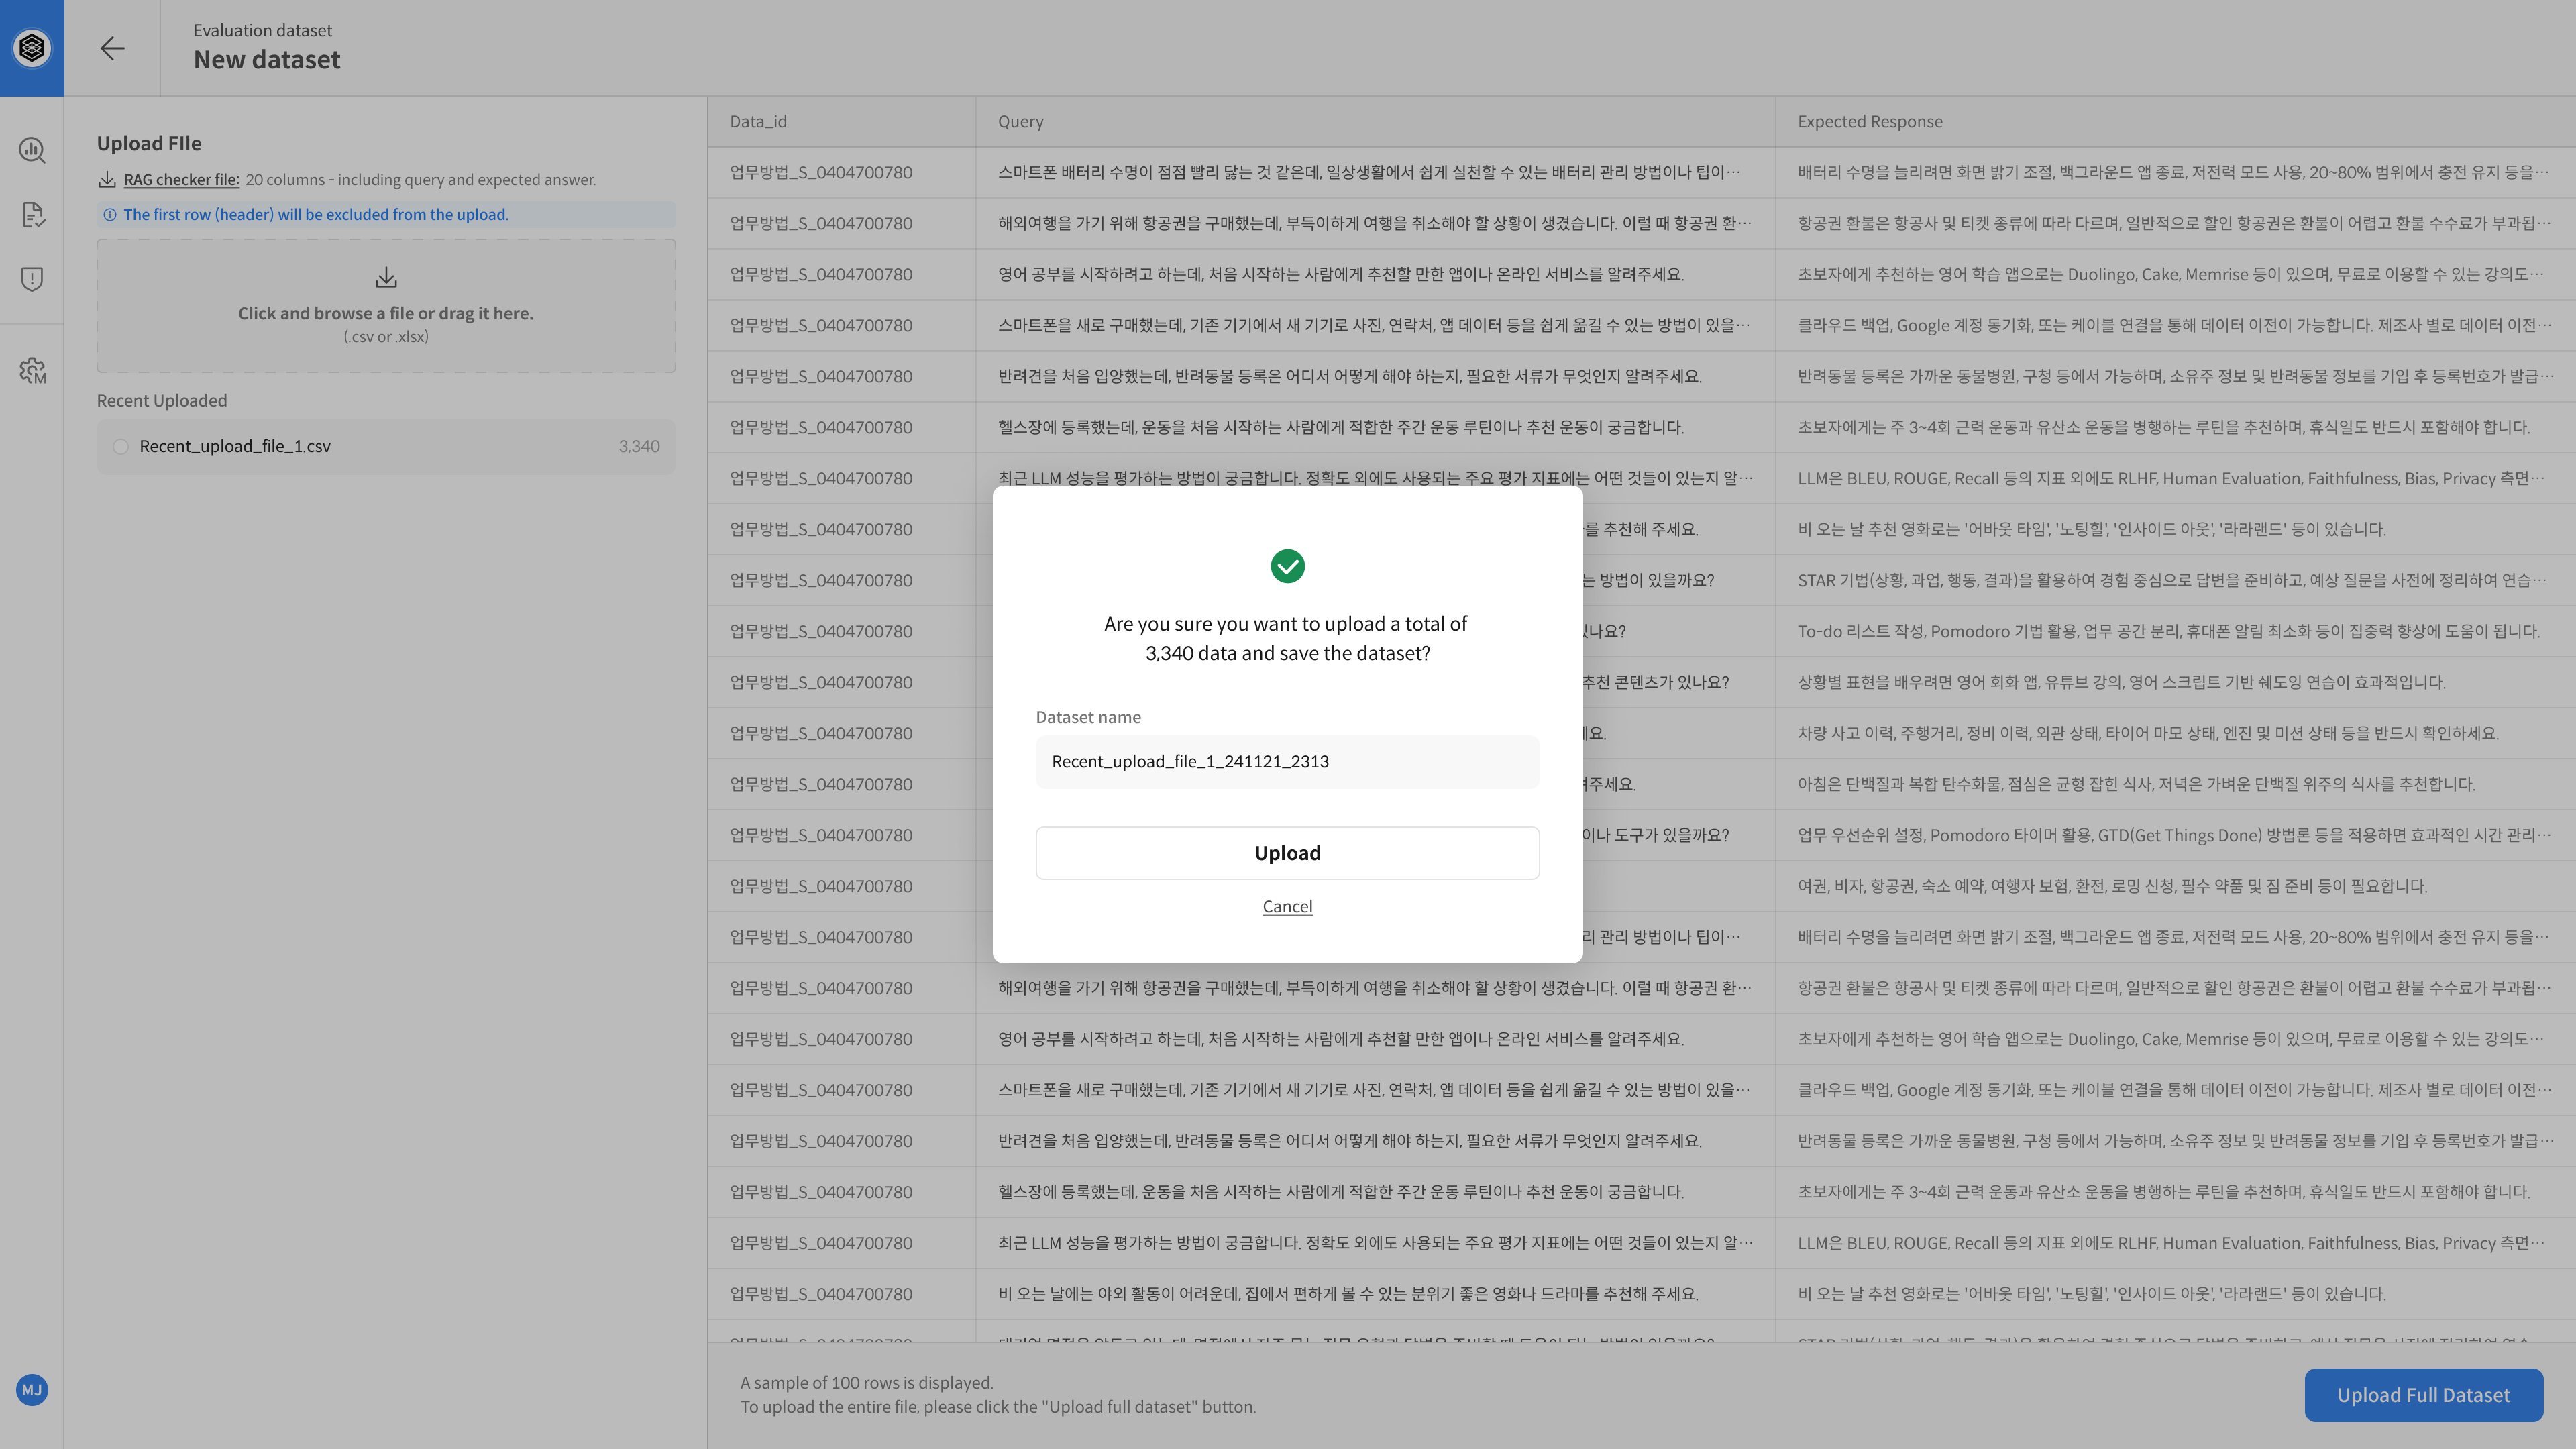 Evaluation dataset
New dataset
Upload FIle
RAG checker file: 20 columns - including query and expected answer.
The first row (header) will be excluded from the upload.
Click and browse a file or drag it here.
(.csv or .xlsx)
Recent Uploaded
Recent_upload_file_1.csv 3,340
MJ
Data_id Query Expected Response
업무방법_S_0404700780 스마트폰 배터리 수명이 점점 빨리 닳는 것 같은데, 일상생활에서 쉽게 실천할 수 있는 배터리 관리 방법이나 팁이… 배터리 수명을 늘리려면 화면 밝기 조절, 백그라운드 앱 종료, 저전력 모드 사용, 20~80% 범위에서 충전 유지 등을…
업무방법_S_0404700780 해외여행을 가기 위해 항공권을 구매했는데, 부득이하게 여행을 취소해야 할 상황이 생겼습니다. 이럴 때 항공권 환… 항공권 환불은 항공사 및 티켓 종류에 따라 다르며, 일반적으로 할인 항공권은 환불이 어렵고 환불 수수료가 부과됩…
업무방법_S_0404700780 영어 공부를 시작하려고 하는데, 처음 시작하는 사람에게 추천할 만한 앱이나 온라인 서비스를 알려주세요. 초보자에게 추천하는 영어 학습 앱으로는 Duolingo, Cake, Memrise 등이 있으며, 무료로 이용할 수 있는 강의도…
업무방법_S_0404700780 스마트폰을 새로 구매했는데, 기존 기기에서 새 기기로 사진, 연락처, 앱 데이터 등을 쉽게 옮길 수 있는 방법이 있을… 클라우드 백업, Google 계정 동기화, 또는 케이블 연결을 통해 데이터 이전이 가능합니다. 제조사 별로 데이터 이전…
업무방법_S_0404700780 반려견을 처음 입양했는데, 반려동물 등록은 어디서 어떻게 해야 하는지, 필요한 서류가 무엇인지 알려주세요. 반려동물 등록은 가까운 동물병원, 구청 등에서 가능하며, 소유주 정보 및 반려동물 정보를 기입 후 등록번호가 발급…
업무방법_S_0404700780 헬스장에 등록했는데, 운동을 처음 시작하는 사람에게 적합한 주간 운동 루틴이나 추천 운동이 궁금합니다. 초보자에게는 주 3~4회 근력 운동과 유산소 운동을 병행하는 루틴을 추천하며, 휴식일도 반드시 포함해야 합니다.
업무방법_S_0404700780 최근 LLM 성능을 평가하는 방법이 궁금합니다. 정확도 외에도 사용되는 주요 평가 지표에는 어떤 것들이 있는지 알… LLM은 BLEU, ROUGE, Recall 등의 지표 외에도 RLHF, Human Evaluation, Faithfulness, Bias, Privacy 측면…
업무방법_S_0404700780 를 추천해 주세요. 비 오는 날 추천 영화로는 '어바웃 타임', '노팅힐', '인사이드 아웃', '라라랜드' 등이 있습니다.
업무방법_S_0404700780 는 방법이 있을까요? STAR 기법(상황, 과업, 행동, 결과)을 활용하여 경험 중심으로 답변을 준비하고, 예상 질문을 사전에 정리하여 연습…
업무방법_S_0404700780 나요? To-do 리스트 작성, Pomodoro 기법 활용, 업무 공간 분리, 휴대폰 알림 최소화 등이 집중력 향상에 도움이 됩니다.
업무방법_S_0404700780 추천 콘텐츠가 있나요? 상황별 표현을 배우려면 영어 회화 앱, 유튜브 강의, 영어 스크립트 기반 쉐도잉 연습이 효과적입니다.
업무방법_S_0404700780 요. 차량 사고 이력, 주행거리, 정비 이력, 외관 상태, 타이어 마모 상태, 엔진 및 미션 상태 등을 반드시 확인하세요.
업무방법_S_0404700780 주세요. 아침은 단백질과 복합 탄수화물, 점심은 균형 잡힌 식사, 저녁은 가벼운 단백질 위주의 식사를 추천합니다.
업무방법_S_0404700780 이나 도구가 있을까요? 업무 우선순위 설정, Pomodoro 타이머 활용, GTD(Get Things Done) 방법론 등을 적용하면 효과적인 시간 관리…
업무방법_S_0404700780 여권, 비자, 항공권, 숙소 예약, 여행자 보험, 환전, 로밍 신청, 필수 약품 및 짐 준비 등이 필요합니다.
업무방법_S_0404700780 리 관리 방법이나 팁이… 배터리 수명을 늘리려면 화면 밝기 조절, 백그라운드 앱 종료, 저전력 모드 사용, 20~80% 범위에서 충전 유지 등을…
업무방법_S_0404700780 해외여행을 가기 위해 항공권을 구매했는데, 부득이하게 여행을 취소해야 할 상황이 생겼습니다. 이럴 때 항공권 환… 항공권 환불은 항공사 및 티켓 종류에 따라 다르며, 일반적으로 할인 항공권은 환불이 어렵고 환불 수수료가 부과됩…
업무방법_S_0404700780 영어 공부를 시작하려고 하는데, 처음 시작하는 사람에게 추천할 만한 앱이나 온라인 서비스를 알려주세요. 초보자에게 추천하는 영어 학습 앱으로는 Duolingo, Cake, Memrise 등이 있으며, 무료로 이용할 수 있는 강의도…
업무방법_S_0404700780 스마트폰을 새로 구매했는데, 기존 기기에서 새 기기로 사진, 연락처, 앱 데이터 등을 쉽게 옮길 수 있는 방법이 있을… 클라우드 백업, Google 계정 동기화, 또는 케이블 연결을 통해 데이터 이전이 가능합니다. 제조사 별로 데이터 이전…
업무방법_S_0404700780 반려견을 처음 입양했는데, 반려동물 등록은 어디서 어떻게 해야 하는지, 필요한 서류가 무엇인지 알려주세요. 반려동물 등록은 가까운 동물병원, 구청 등에서 가능하며, 소유주 정보 및 반려동물 정보를 기입 후 등록번호가 발급…
업무방법_S_0404700780 헬스장에 등록했는데, 운동을 처음 시작하는 사람에게 적합한 주간 운동 루틴이나 추천 운동이 궁금합니다. 초보자에게는 주 3~4회 근력 운동과 유산소 운동을 병행하는 루틴을 추천하며, 휴식일도 반드시 포함해야 합니다.
업무방법_S_0404700780 최근 LLM 성능을 평가하는 방법이 궁금합니다. 정확도 외에도 사용되는 주요 평가 지표에는 어떤 것들이 있는지 알… LLM은 BLEU, ROUGE, Recall 등의 지표 외에도 RLHF, Human Evaluation, Faithfulness, Bias, Privacy 측면…
업무방법_S_0404700780 비 오는 날에는 야외 활동이 어려운데, 집에서 편하게 볼 수 있는 분위기 좋은 영화나 드라마를 추천해 주세요. 비 오는 날 추천 영화로는 '어바웃 타임', '노팅힐', '인사이드 아웃', '라라랜드' 등이 있습니다.
Are you sure you want to upload a total of
3,340 data and save the dataset?
Dataset name
Recent_upload_file_1_241121_2313
Upload
Cancel
A sample of 100 rows is displayed.
To upload the entire file, please click the "Upload full dataset" button.
Upload Full Dataset